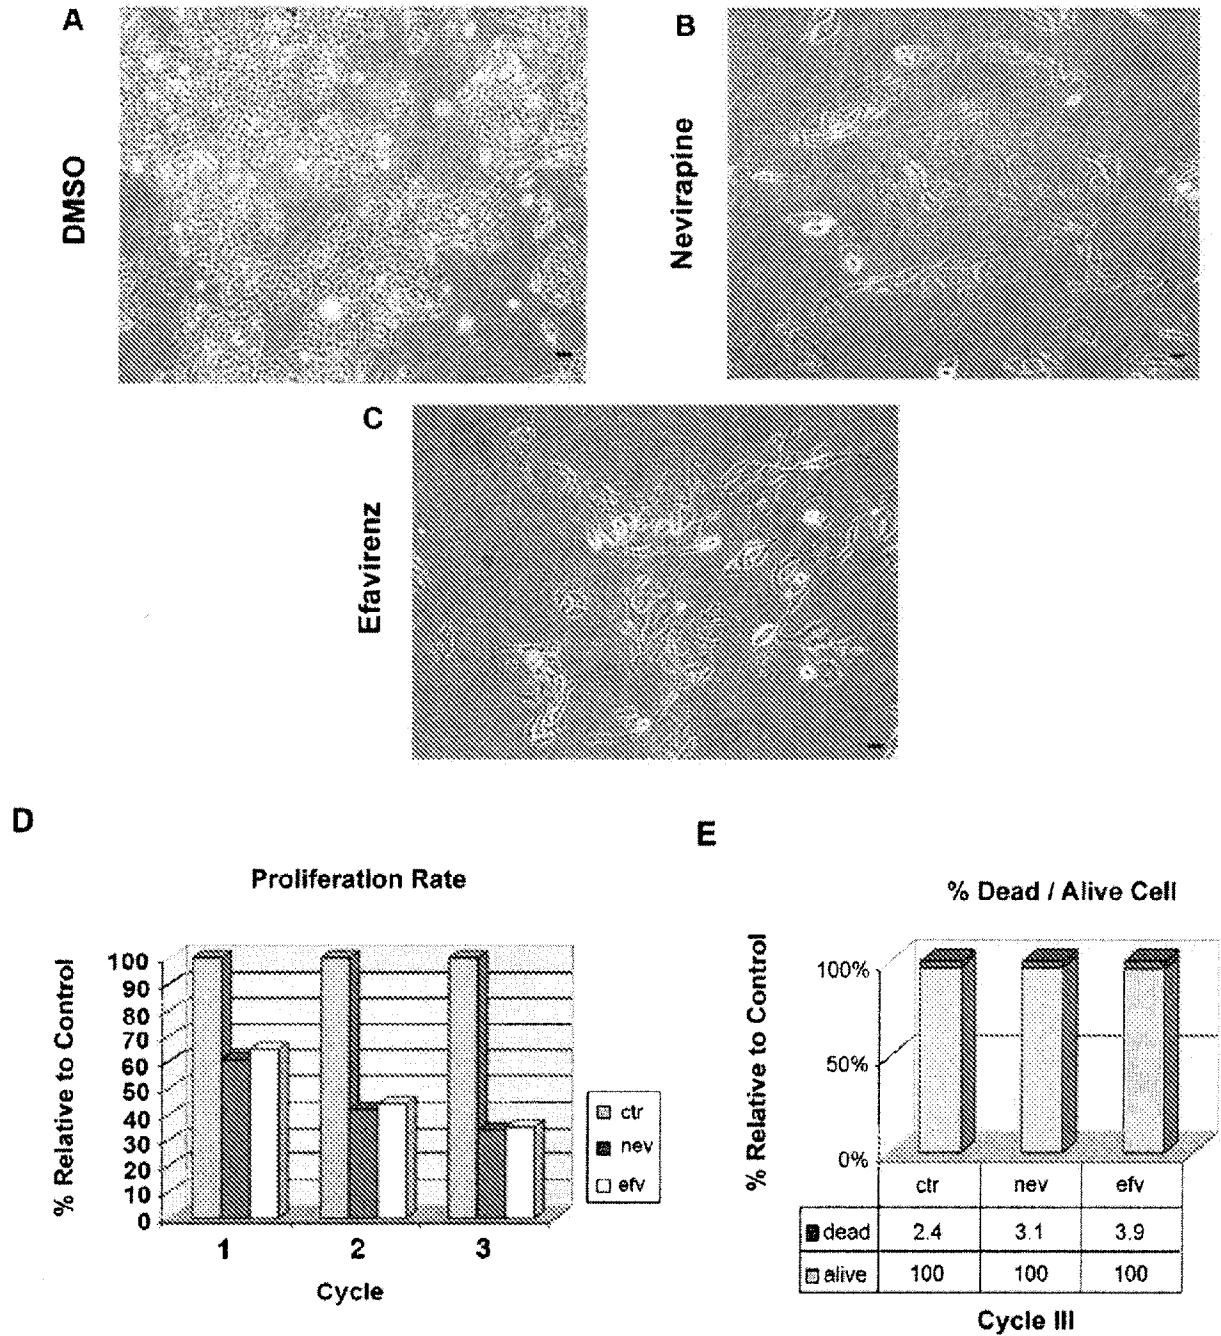 A
DMSO
B
Nevirapine
C
Efavirenz
D
Proliferation Rate
% Relative to Control
100
90
80
70
60
50
40
30
20
10
0
1 2 3
Cycle
ctr
nev
efv
E
% Dead / Alive Cell
% Relative to Control
100%
50%
0%
ctr nev efv
dead 2.4 3.1 3.9
alive 100 100 100
Cycle III